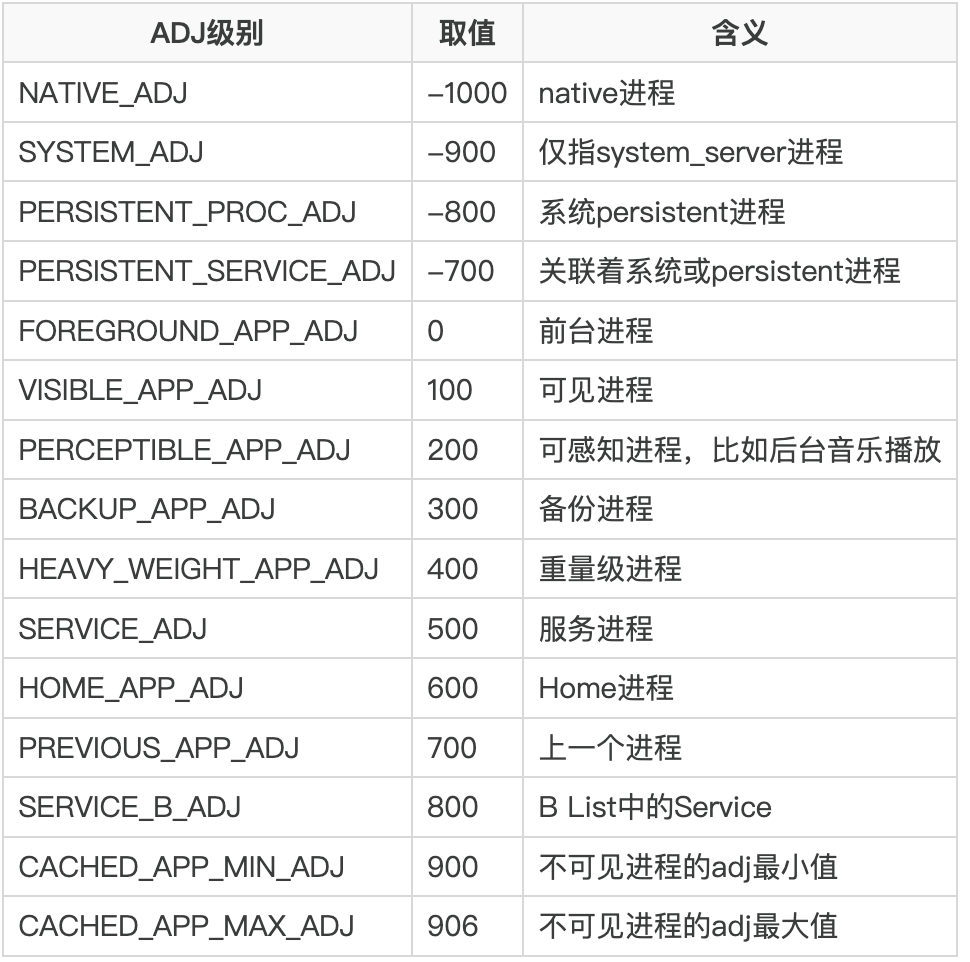 ADJ级别 取值 含义
NATIVE_ADJ -1000 native进程
SYSTEM_ADJ -900 仅指system_server进程
PERSISTENT_PROC_ADJ -800 系统persistent进程
PERSISTENT_SERVICE_ADJ -700 关联着系统或persistent进程
FOREGROUND_APP_ADJ 0 前台进程
VISIBLE_APP_ADJ 100 可见进程
PERCEPTIBLE_APP_ADJ 200 可感知进程，比如后台音乐播放
BACKUP_APP_ADJ 300 备份进程
HEAVY_WEIGHT_APP_ADJ 400 重量级进程
SERVICE_ADJ 500 服务进程
HOME_APP_ADJ 600 Home进程
PREVIOUS_APP_ADJ 700 上一个进程
SERVICE_B_ADJ 800 B List中的Service
CACHED_APP_MIN_ADJ 900 不可见进程的adj最小值
CACHED_APP_MAX_ADJ 906 不可见进程的adj最大值